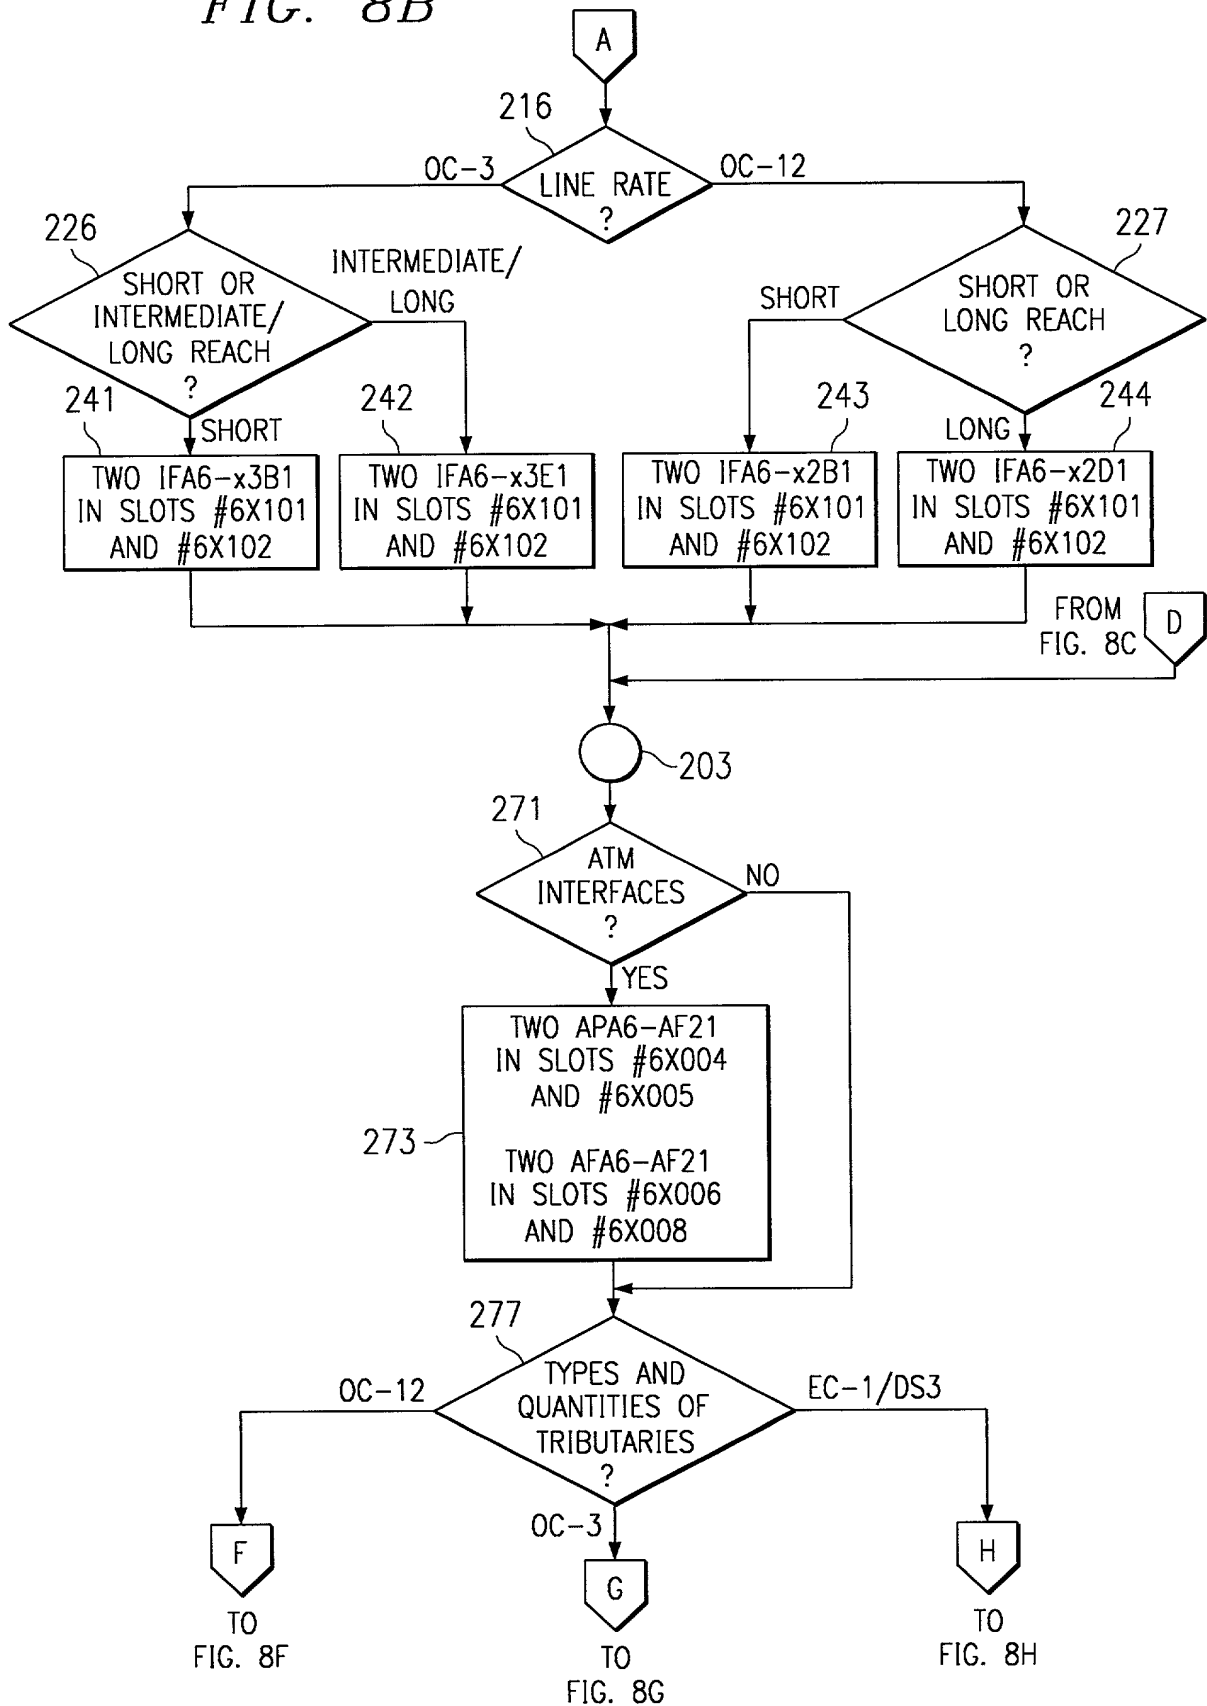 FIG. 8B
A
216
OC-3
LINE RATE
?
OC-12
226
SHORT OR
INTERMEDIATE/
LONG REACH
?
INTERMEDIATE/
LONG
227
SHORT OR
LONG REACH
?
SHORT
241
SHORT
242
243
LONG
244
TWO IFA6-x3B1
IN SLOTS #6X101
AND #6X102
TWO IFA6-x3E1
IN SLOTS #6X101
AND #6X102
TWO IFA6-x2B1
IN SLOTS #6X101
AND #6X102
TWO IFA6-x2D1
IN SLOTS #6X101
AND #6X102
FROM
FIG. 8C
D
203
271
ATM
INTERFACES
?
NO
YES
TWO APA6-AF21
IN SLOTS #6X004
AND #6X005
273
TWO AFA6-AF21
IN SLOTS #6X006
AND #6X008
277
OC-12
TYPES AND
QUANTITIES OF
TRIBUTARIES
?
EC-1/DS3
OC-3
F
TO
FIG. 8F
G
TO
FIG. 8G
H
TO
FIG. 8H